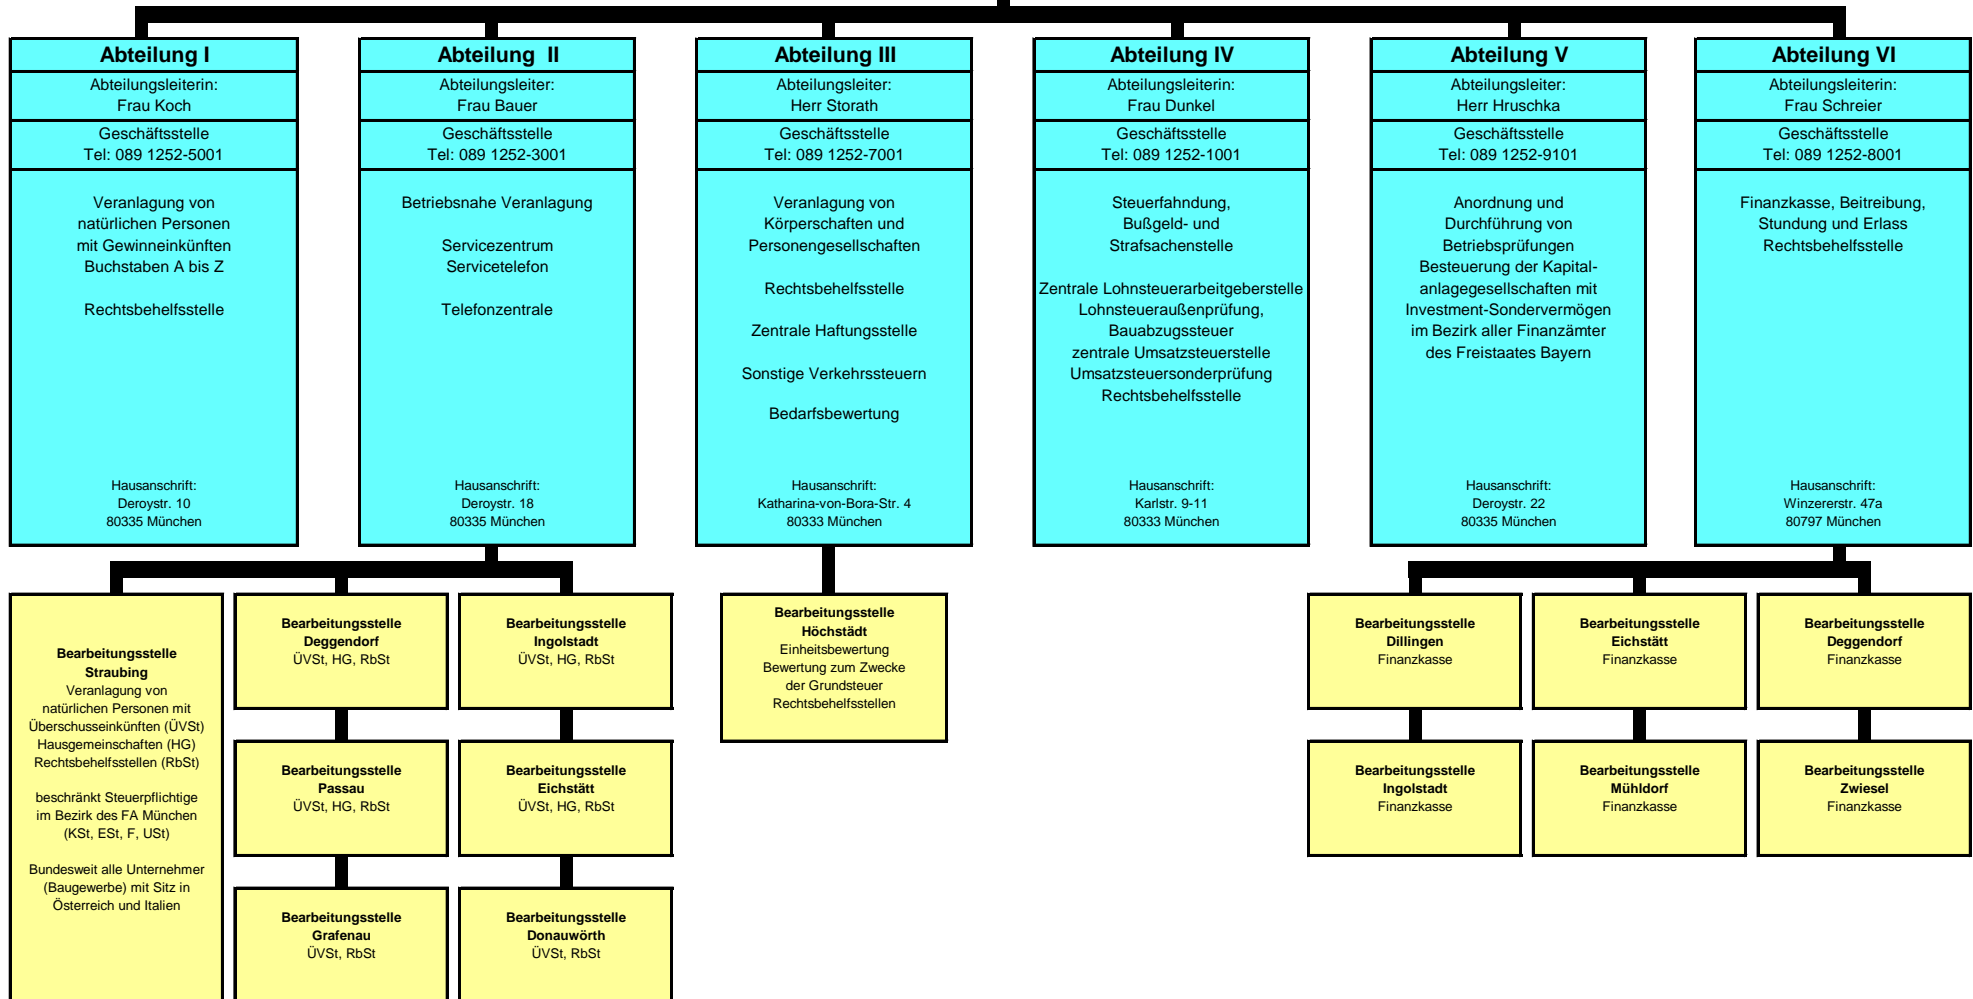 Abteilung I
Abteilungsleiterin:
Frau Koch
Geschäftsstelle
Tel: 089 1252-5001
Veranlagung von
natürlichen Personen
mit Gewinneinkünften
Buchstaben A bis Z
Rechtsbehelfsstelle
Hausanschrift:
Deroystr. 10
80335 München
Abteilung  II
Abteilungsleiter:
Frau Bauer
Geschäftsstelle
Tel: 089 1252-3001
Betriebsnahe Veranlagung
Servicezentrum
Servicetelefon
Telefonzentrale
Hausanschrift:
Deroystr. 18
80335 München
Abteilung III
Abteilungsleiter:
Herr Storath
Geschäftsstelle
Tel: 089 1252-7001
Veranlagung von
Körperschaften und
Personengesellschaften
Rechtsbehelfsstelle
Zentrale Haftungsstelle
Sonstige Verkehrssteuern
Bedarfsbewertung
Hausanschrift:
Katharina-von-Bora-Str. 4
80333 München
Abteilung IV
Abteilungsleiterin:
Frau Dunkel
Geschäftsstelle
Tel: 089 1252-1001
Steuerfahndung,
Bußgeld- und
Strafsachenstelle
Zentrale Lohnsteuerarbeitgeberstelle
Lohnsteueraußenprüfung,
Bauabzugssteuer
zentrale Umsatzsteuerstelle
Umsatzsteuersonderprüfung
Rechtsbehelfsstelle
Hausanschrift:
Karlstr. 9-11
80333 München
Abteilung V
Abteilungsleiter:
Herr Hruschka
Geschäftsstelle
Tel: 089 1252-9101
Anordnung und
Durchführung von
Betriebsprüfungen
Besteuerung der Kapital-
anlagegesellschaften mit
Investment-Sondervermögen
im Bezirk aller Finanzämter
des Freistaates Bayern
Hausanschrift:
Deroystr. 22
80335 München
Abteilung VI
Abteilungsleiterin:
Frau Schreier
Geschäftsstelle
Tel: 089 1252-8001
Finanzkasse, Beitreibung,
Stundung und Erlass
Rechtsbehelfsstelle
Hausanschrift:
Winzererstr. 47a
80797 München
Bearbeitungsstelle
Straubing
Veranlagung von
natürlichen Personen mit
Überschusseinkünften (ÜVSt)
Hausgemeinschaften (HG)
Rechtsbehelfsstellen (RbSt)
beschränkt Steuerpflichtige
im Bezirk des FA München
(KSt, ESt, F, USt)
Bundesweit alle Unternehmer
(Baugewerbe) mit Sitz in
Österreich und Italien
Bearbeitungsstelle
Deggendorf
ÜVSt, HG, RbSt
Bearbeitungsstelle
Passau
ÜVSt, HG, RbSt
Bearbeitungsstelle
Grafenau
ÜVSt, RbSt
Bearbeitungsstelle
Ingolstadt
ÜVSt, HG, RbSt
Bearbeitungsstelle
Eichstätt
ÜVSt, HG, RbSt
Bearbeitungsstelle
Donauwörth
ÜVSt, RbSt
Bearbeitungsstelle
Höchstädt
Einheitsbewertung
Bewertung zum Zwecke
der Grundsteuer
Rechtsbehelfsstellen
Bearbeitungsstelle
Dillingen
Finanzkasse
Bearbeitungsstelle
Ingolstadt
Finanzkasse
Bearbeitungsstelle
Eichstätt
Finanzkasse
Bearbeitungsstelle
Mühldorf
Finanzkasse
Bearbeitungsstelle
Deggendorf
Finanzkasse
Bearbeitungsstelle
Zwiesel
Finanzkasse